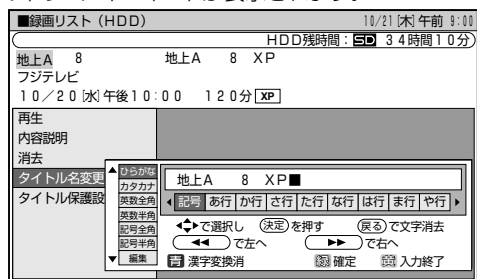 ■録画リスト（HDD） 10/21[木]午前 9:00
HDD残時間：SD 34時間10分
地上A 8 地上A 8 XP
フジテレビ
10／20[水]午後10:00 120分 XP
再生
内容説明
消去
タイトル名変更
タイトル保護設
▲ ひらがな
カタカナ
英数全角
英数半角
記号全角
記号半角
▼ 編集
地上A 8 XP■
◀ 記号 あ行 か行 さ行 た行 な行 は行 ま行 や行 ▶
で選択し 決定を押す 戻るで文字消去
◀◀ で左へ ▶▶ で右へ
青 漢字変換消 確定 入力終了